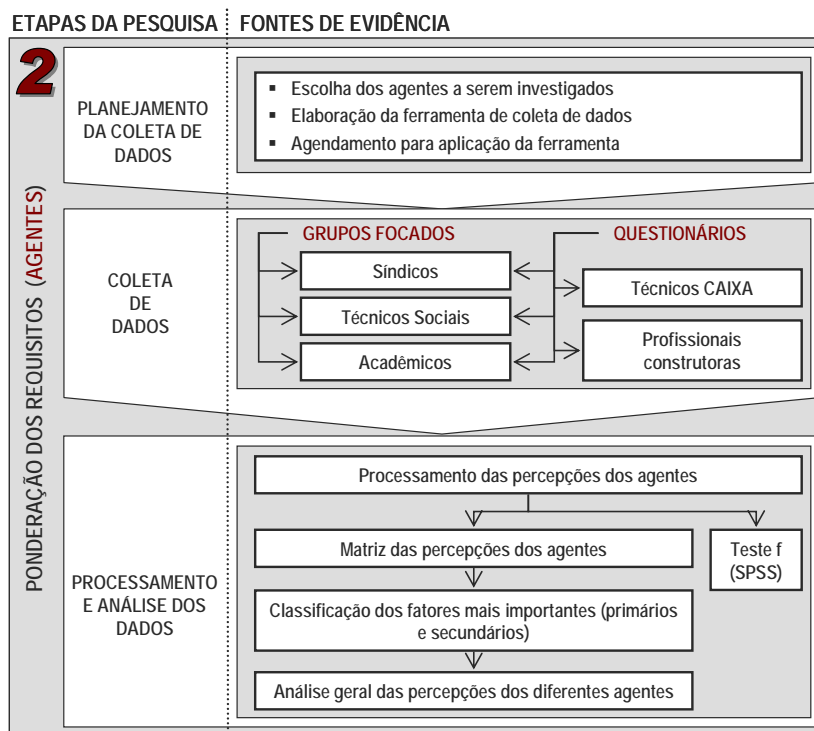 ETAPAS DA PESQUISA
FONTES DE EVIDÊNCIA
2
PONDERAÇÃO DOS REQUISITOS (AGENTES)
PLANEJAMENTO
DA COLETA DE
DADOS
▪ Escolha dos agentes a serem investigados
▪ Elaboração da ferramenta de coleta de dados
▪ Agendamento para aplicação da ferramenta
COLETA
DE
DADOS
GRUPOS FOCADOS
Síndicos
Técnicos Sociais
Acadêmicos
QUESTIONÁRIOS
Técnicos CAIXA
Profissionais
construtoras
PROCESSAMENTO
E ANÁLISE DOS
DADOS
Processamento das percepções dos agentes
Matriz das percepções dos agentes
Teste f
(SPSS)
Classificação dos fatores mais importantes (primários
e secundários)
Análise geral das percepções dos diferentes agentes